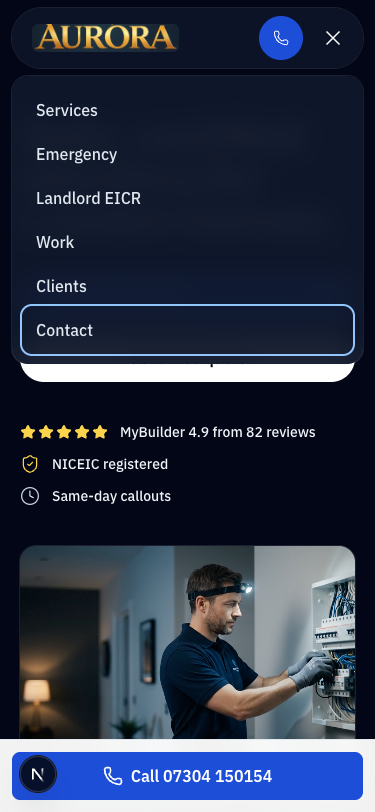 AURORA
Services
Emergency
Landlord EICR
Work
Clients
Contact
MyBuilder 4.9 from 82 reviews
NICEIC registered
Same-day callouts
N
Call 07304 150154